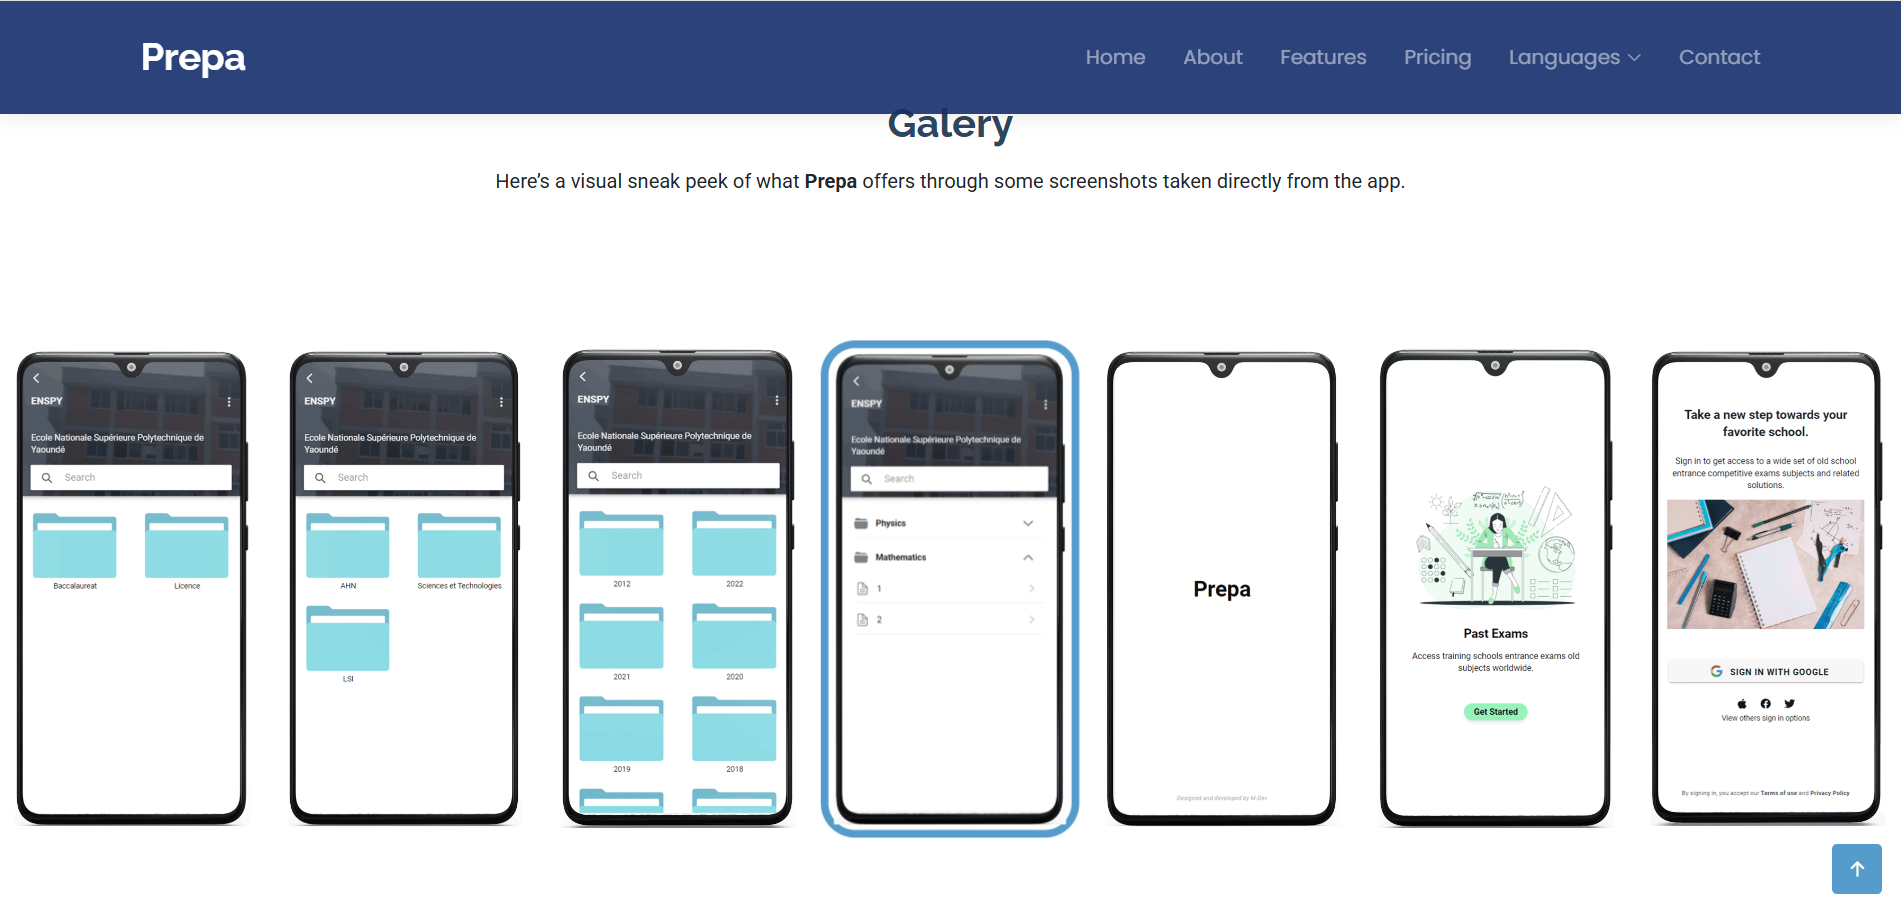 Prepa
Home About Features Pricing Languages Contact
Galery
Here's a visual sneak peek of what Prepa offers through some screenshots taken directly from the app.
ENSPY
Ecole Nationale Supérieure Polytechnique de
Yaoundé
Search
Baccalaureat
Licence
ENSPY
Ecole Nationale Supérieure Polytechnique de
Yaoundé
Search
AHN
Sciences et Technologies
LSI
ENSPY
Ecole Nationale Supérieure Polytechnique de
Yaoundé
Search
2012
2022
2021
2020
2019
2018
ENSPY
Ecole Nationale Supérieure Polytechnique de
Yaoundé
Search
Physics
Mathematics
1
2
Prepa
Designed and developed by M-Dev
Past Exams
Access training schools entrance exams old
subjects worldwide.
Get Started
Take a new step towards your
favorite school.
Sign in to get access to a wide set of old school
entrance competitive exams subjects and related
solutions.
SIGN IN WITH GOOGLE
View others sign in options
By signing in, you accept our Terms of use and Privacy Policy